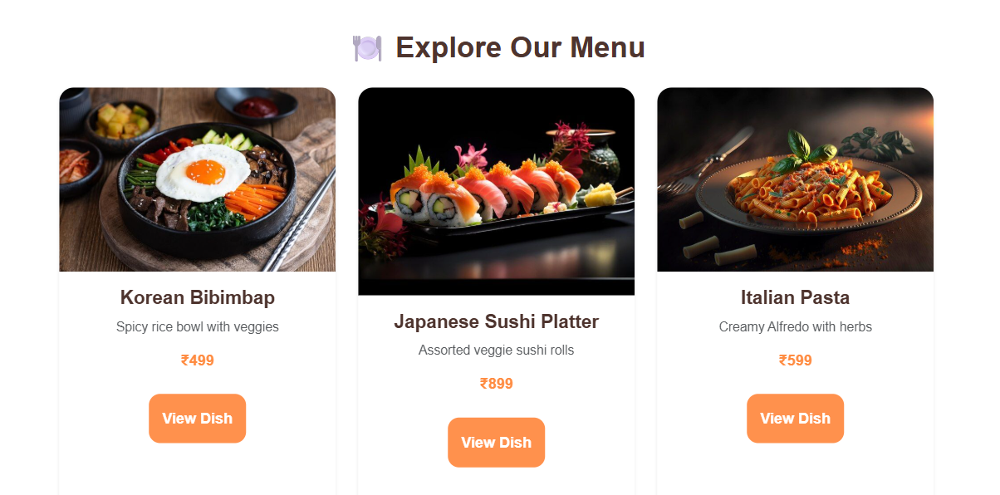 Explore Our Menu
Korean Bibimbap
Spicy rice bowl with veggies
₹499
View Dish
Japanese Sushi Platter
Assorted veggie sushi rolls
₹899
View Dish
Italian Pasta
Creamy Alfredo with herbs
₹599
View Dish